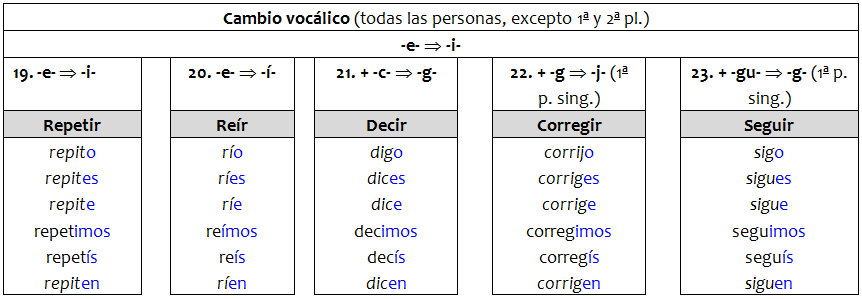 Cambio vocálico (todas las personas, excepto 1ª y 2ª pl.)
-e- ⇒ -i-
19. -e- ⇒ -i-
20. -e- ⇒ -í-
21. + -c- ⇒ -g-
22. + -g ⇒ -j- (1ª p. sing.)
23. + -gu- ⇒ -g- (1ª p. sing.)
Repetir Reír Decir Corregir Seguir
repito río digo corrijo sigo
repites ríes dices corriges sigues
repite ríe dice corrige sigue
repetimos reímos decimos corregimos seguimos
repetís reís decís corregís seguís
repiten ríen dicen corrigen siguen